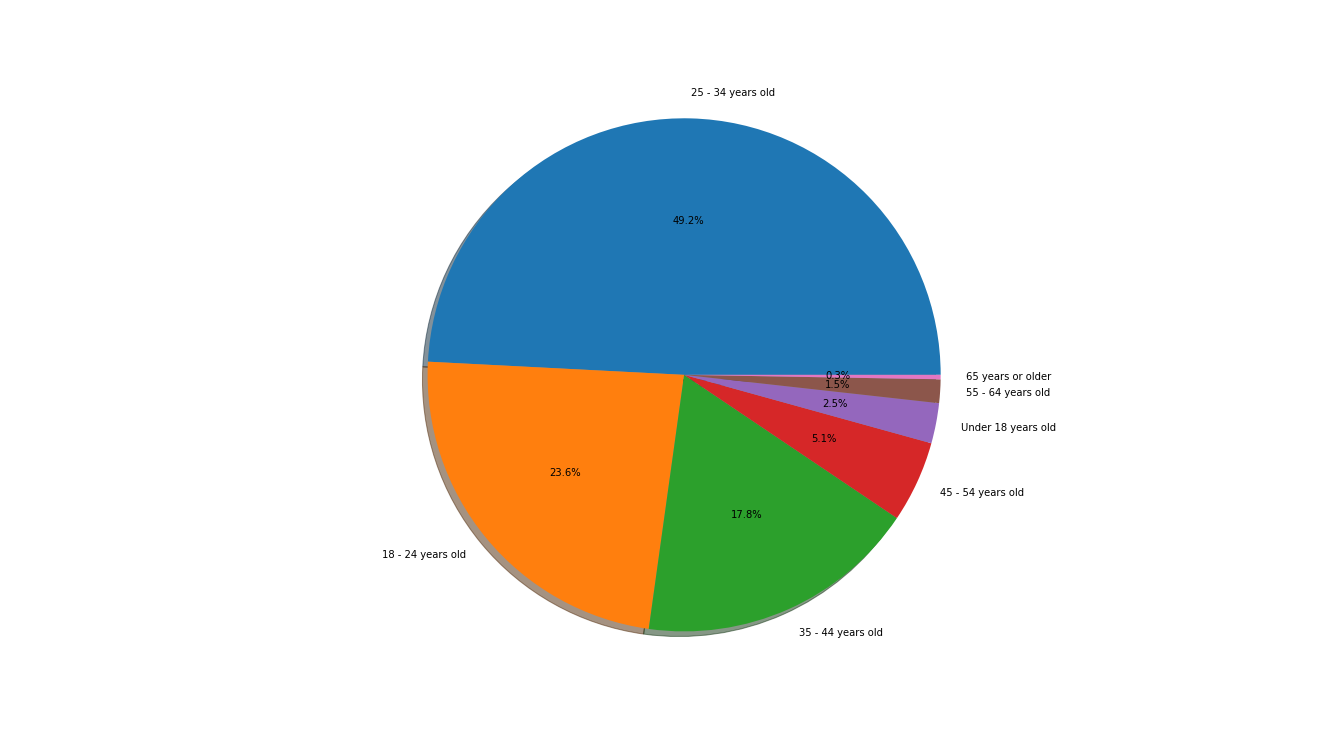 25 - 34 years old
49.2%
0.3%
65 years or older
1.5%
55 - 64 years old
2.5%
Under 18 years old
5.1%
45 - 54 years old
23.6%
17.8%
18 - 24 years old
35 - 44 years old